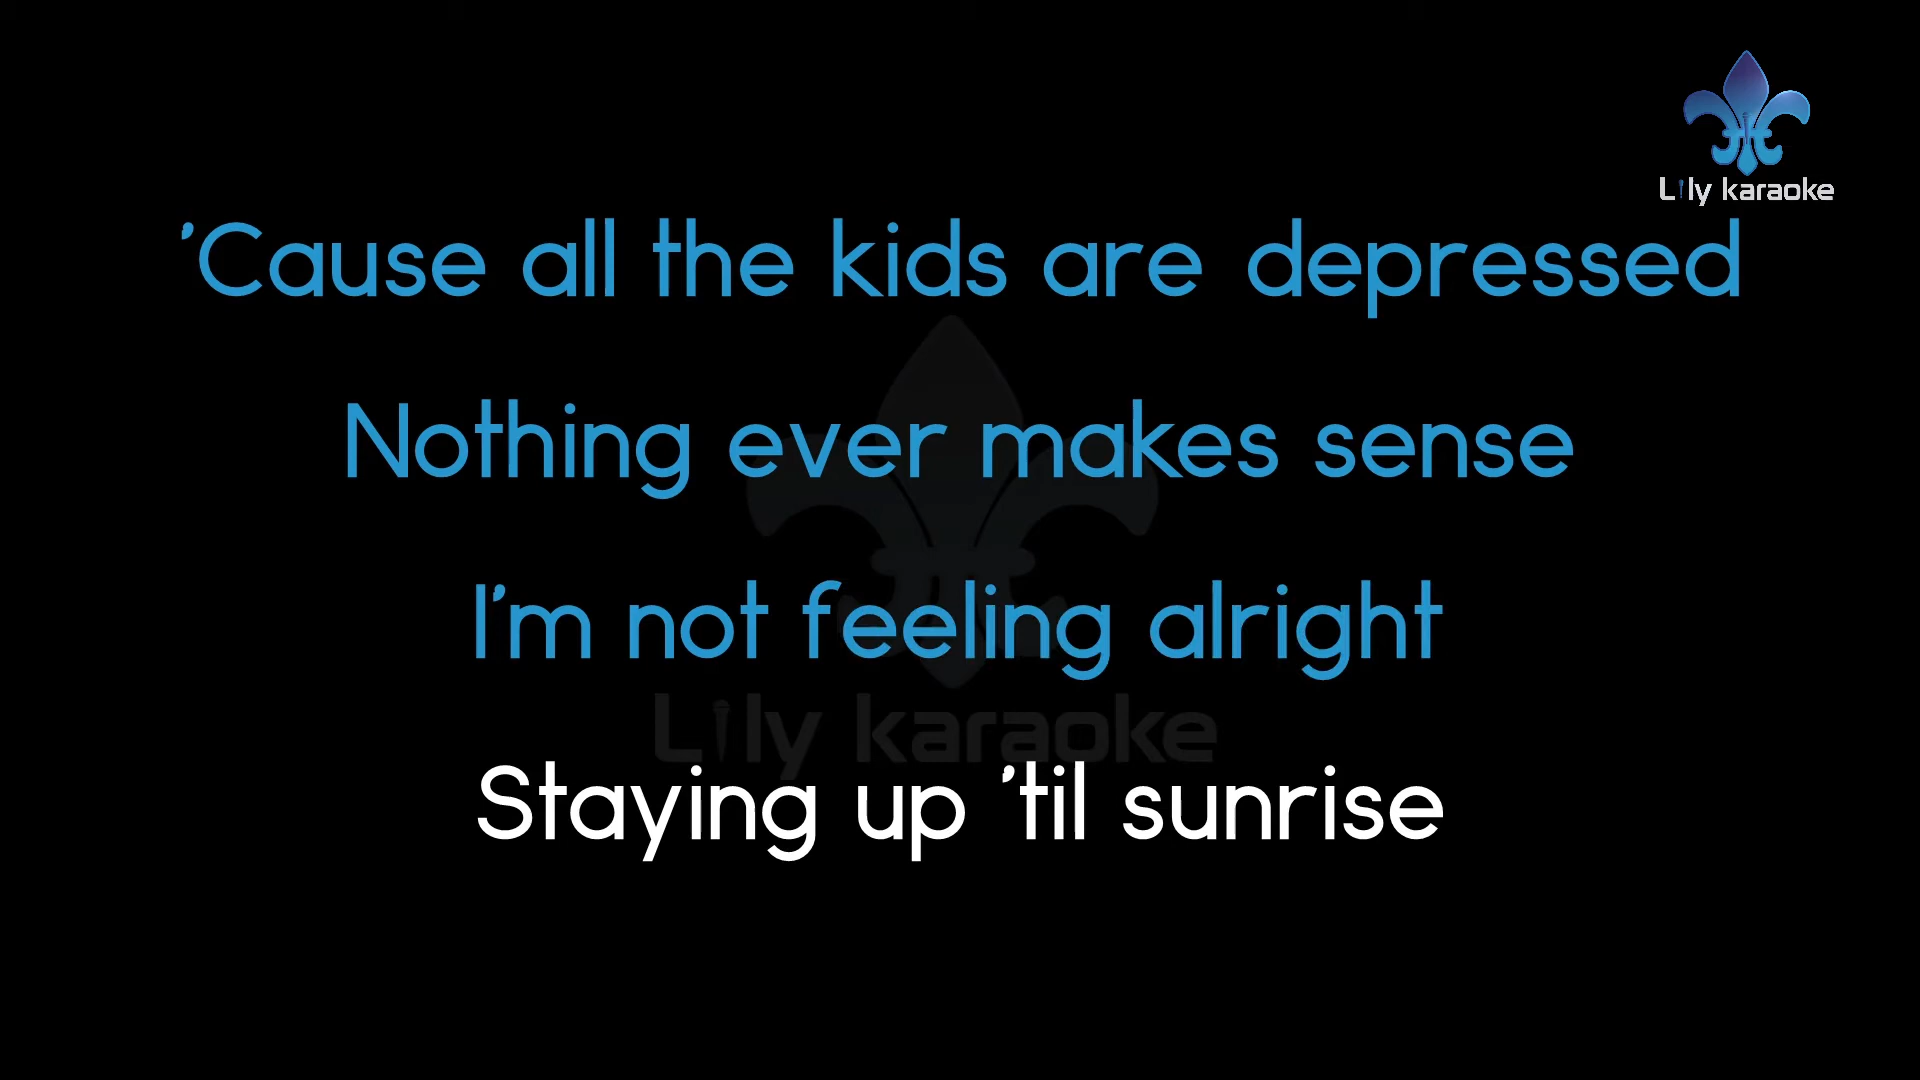 Lily karaoke
'Cause all the kids are depressed
Nothing ever makes sense
I'm not feeling alright
Lily karaoke
Staying up 'til sunrise